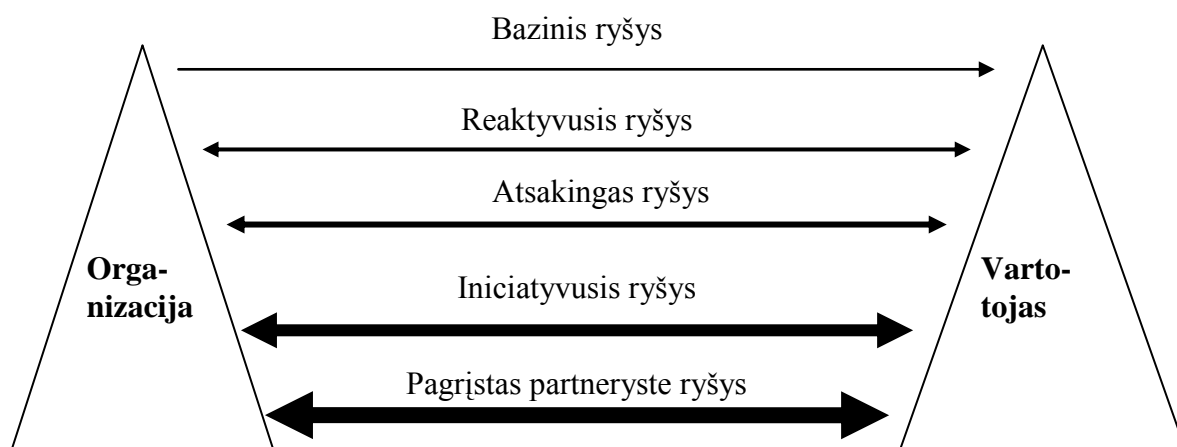 Bazinis ryšys
Reaktyvusis ryšys
Atsakingas ryšys
Orga-
nizacija
Iniciatyvusis ryšys
Varto-
tojas
Pagrįstas partneryste ryšys